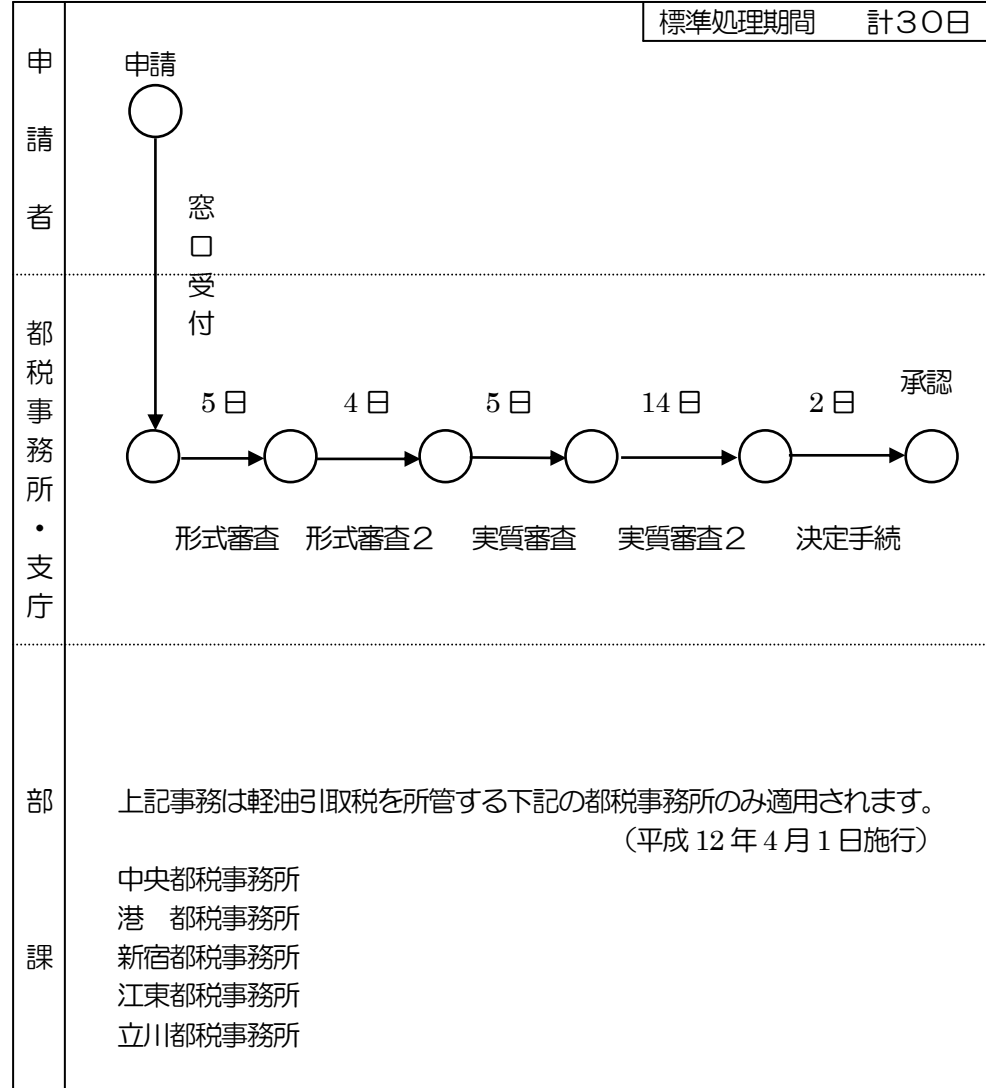 標準処理期間　計３０日
申請者
申請
窓口受付
都税事務所・支庁
5日　4日　5日　14日　2日　承認
形式審査　形式審査２　実質審査　実質審査２　決定手続
部課
上記事務は軽油引取税を所管する下記の都税事務所のみ適用されます。
（平成12年4月1日施行）
中央都税事務所
港　都税事務所
新宿都税事務所
江東都税事務所
立川都税事務所